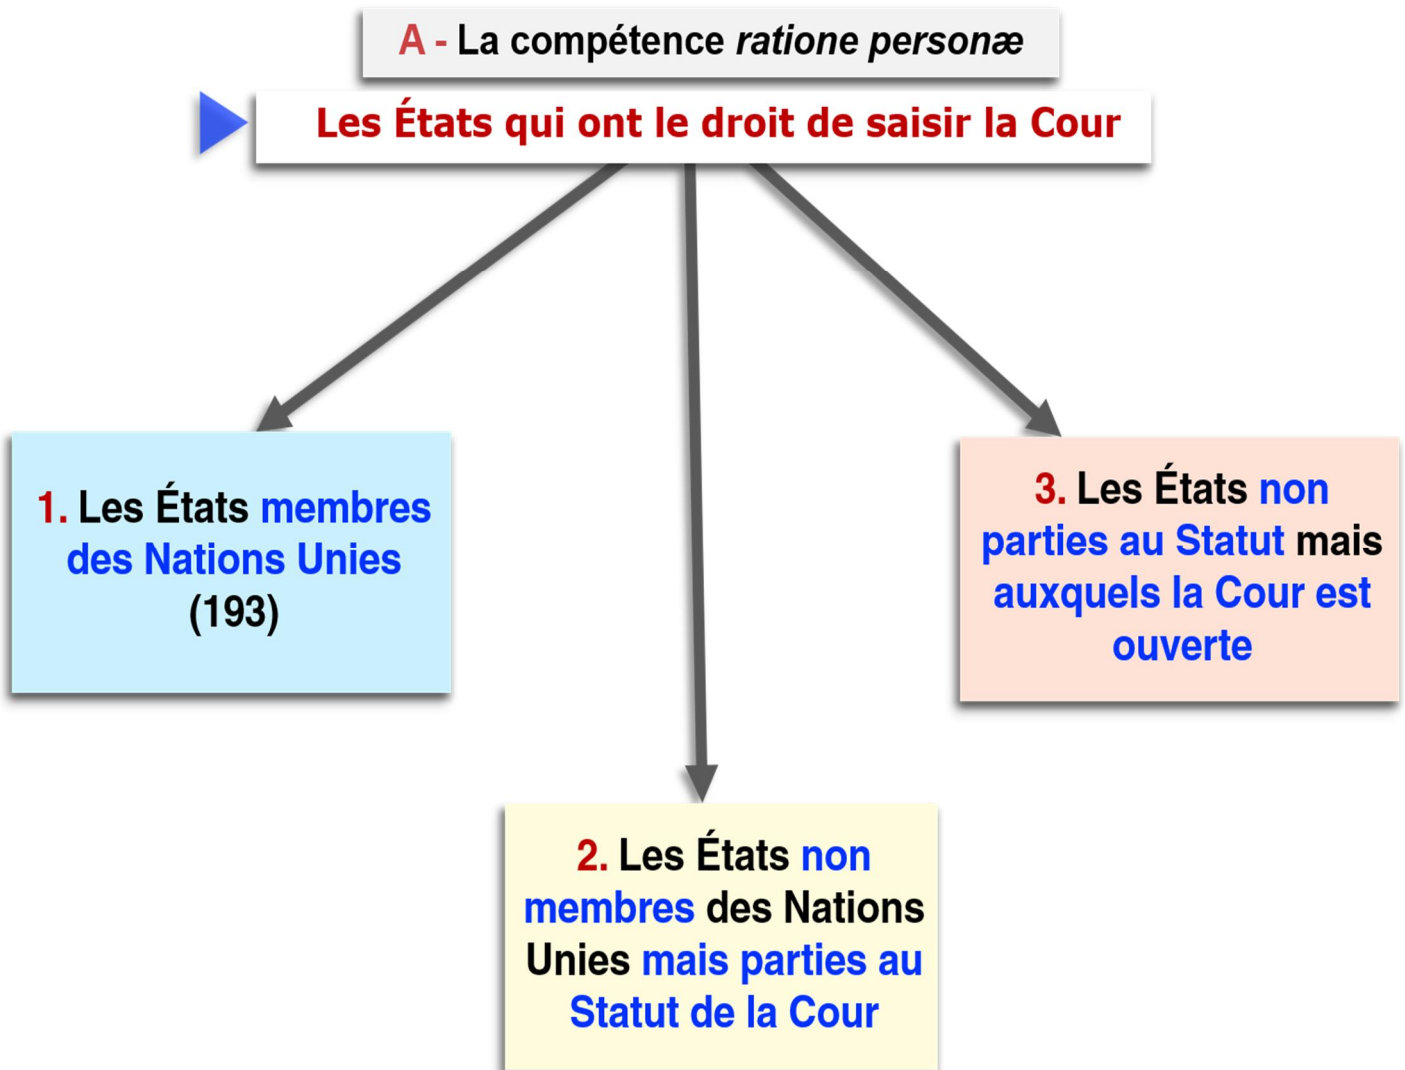 A - La compétence ratione personæ
Les États qui ont le droit de saisir la Cour
1. Les États membres
des Nations Unies
(193)
3. Les États non
parties au Statut mais
auxquels la Cour est
ouverte
2. Les États non
membres des Nations
Unies mais parties au
Statut de la Cour